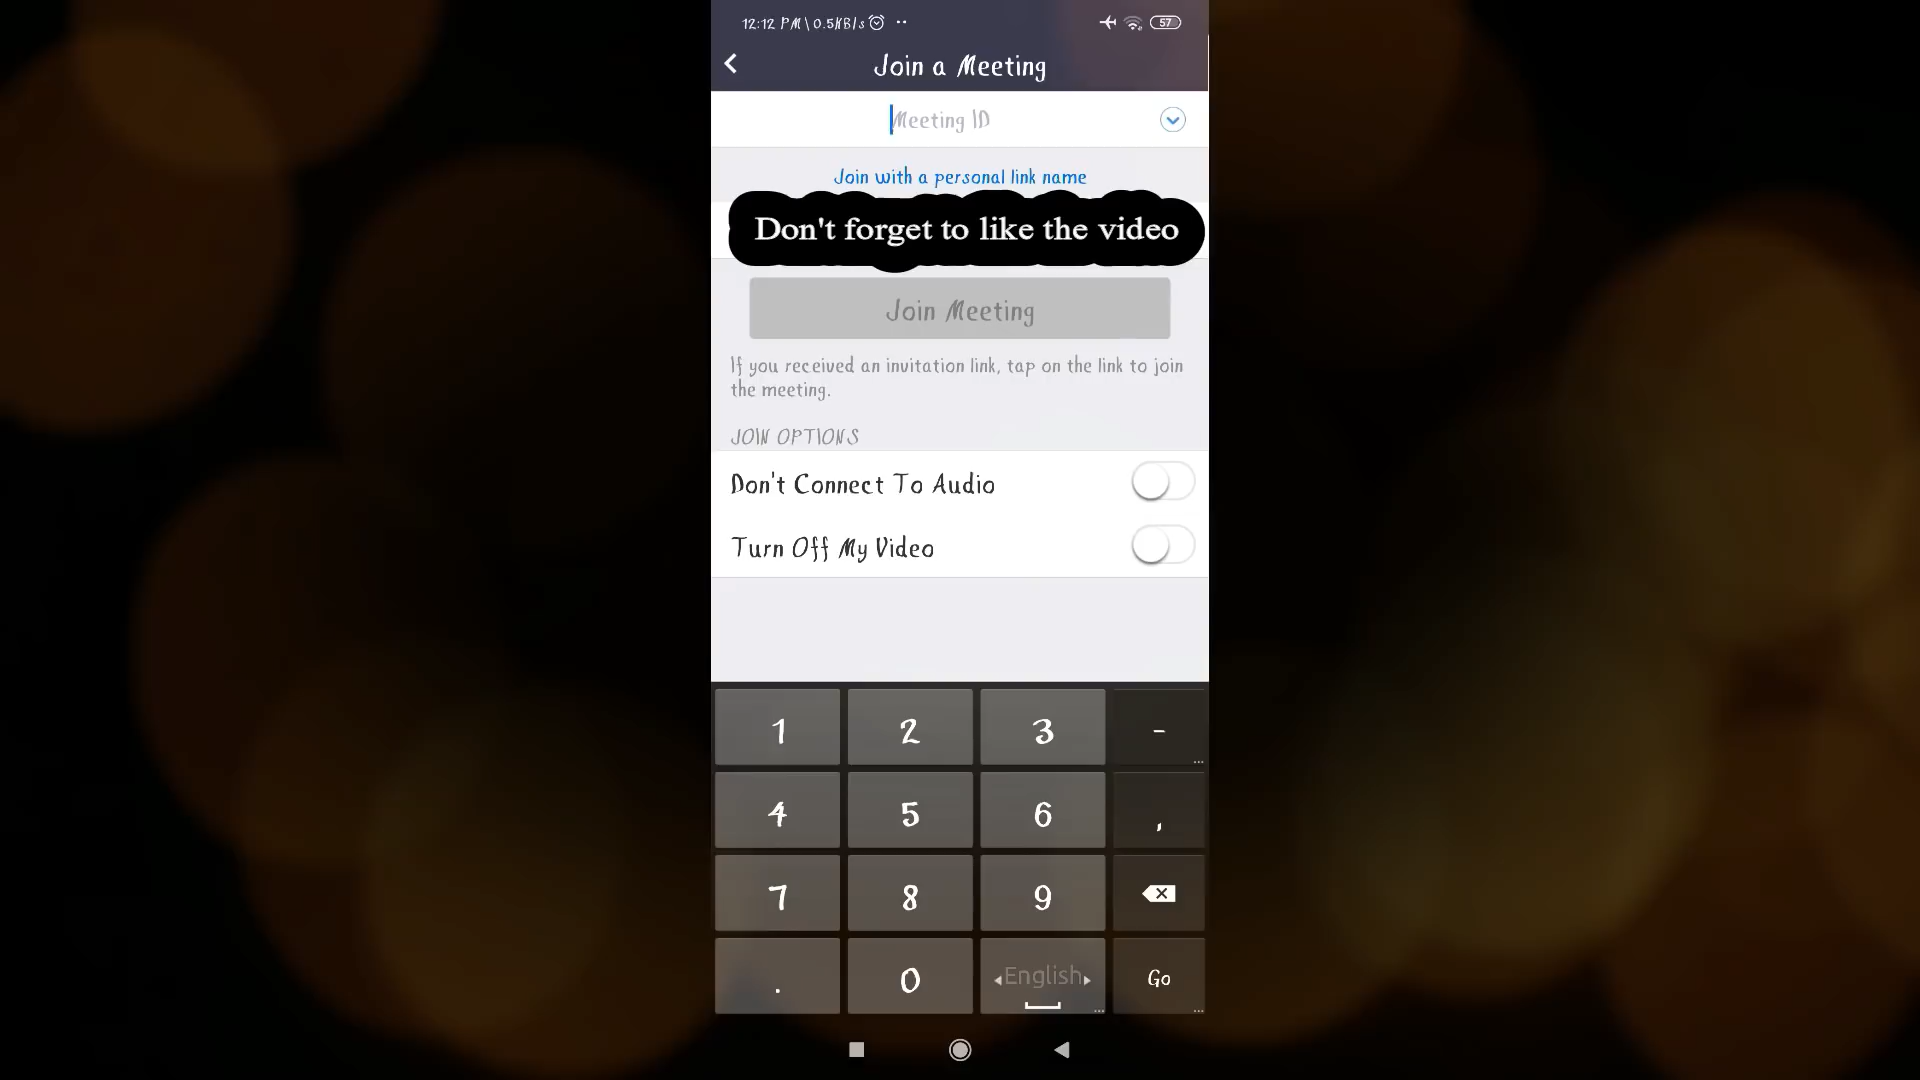 12:12 PM\0.5KB/s
57
Join a Meeting
Meeting ID
Join with a personal link name
Don't forget to like the video
Join Meeting
If you received an invitation link, tap on the link to join
the meeting.
JOIN OPTIONS
Don't Connect To Audio
Turn Off My Video
1 2 3 -
4 5 6 ,
7 8 9
. 0 English Go